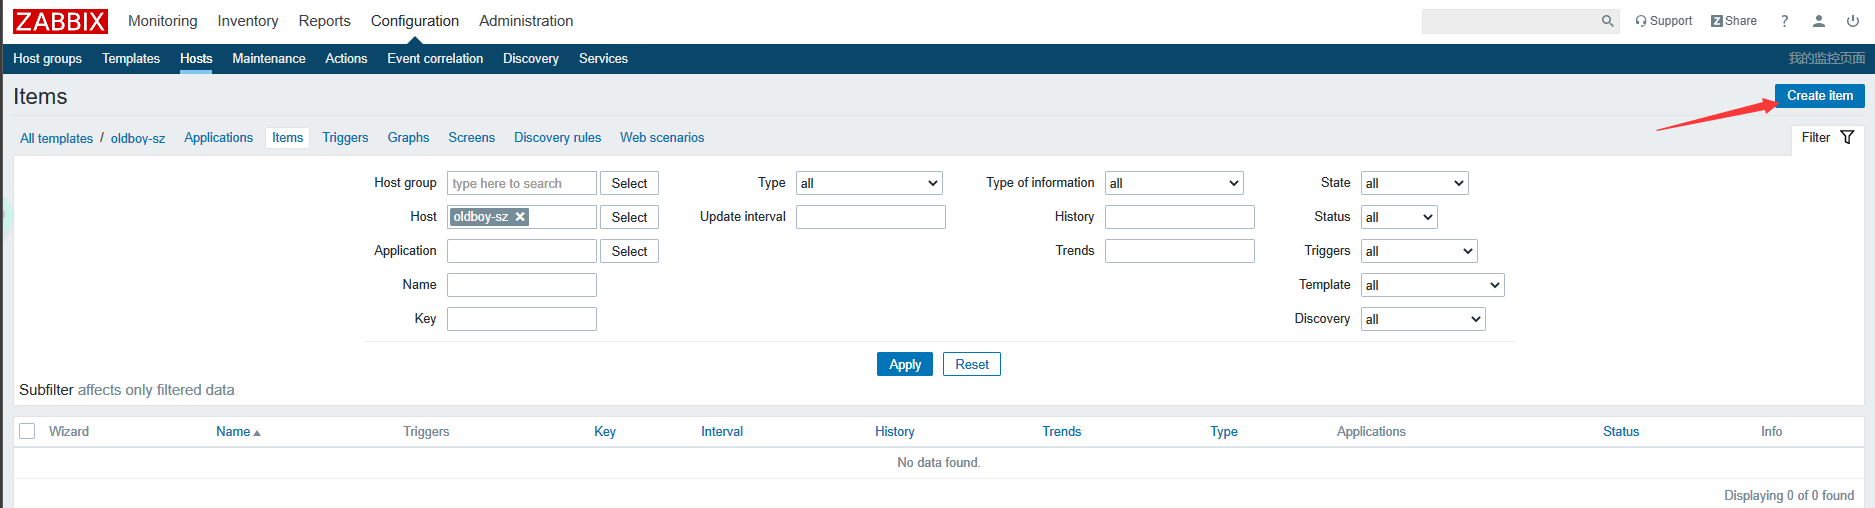 ZABBIX Monitoring Inventory Reports Configuration Administration Support Z Share ?
Host groups Templates Hosts Maintenance Actions Event correlation Discovery Services 我的监控页面
Items Create item
All templates / oldboy-sz Applications Items Triggers Graphs Screens Discovery rules Web scenarios Filter
Host group type here to search Select Type all Type of information all State all
Host oldboy-sz Select Update interval History Status all
Application Select Trends Triggers all
Name Template all
Key Discovery all
Apply Reset
Subfilter affects only filtered data
Wizard Name Triggers Key Interval History Trends Type Applications Status Info
No data found.
Displaying 0 of 0 found